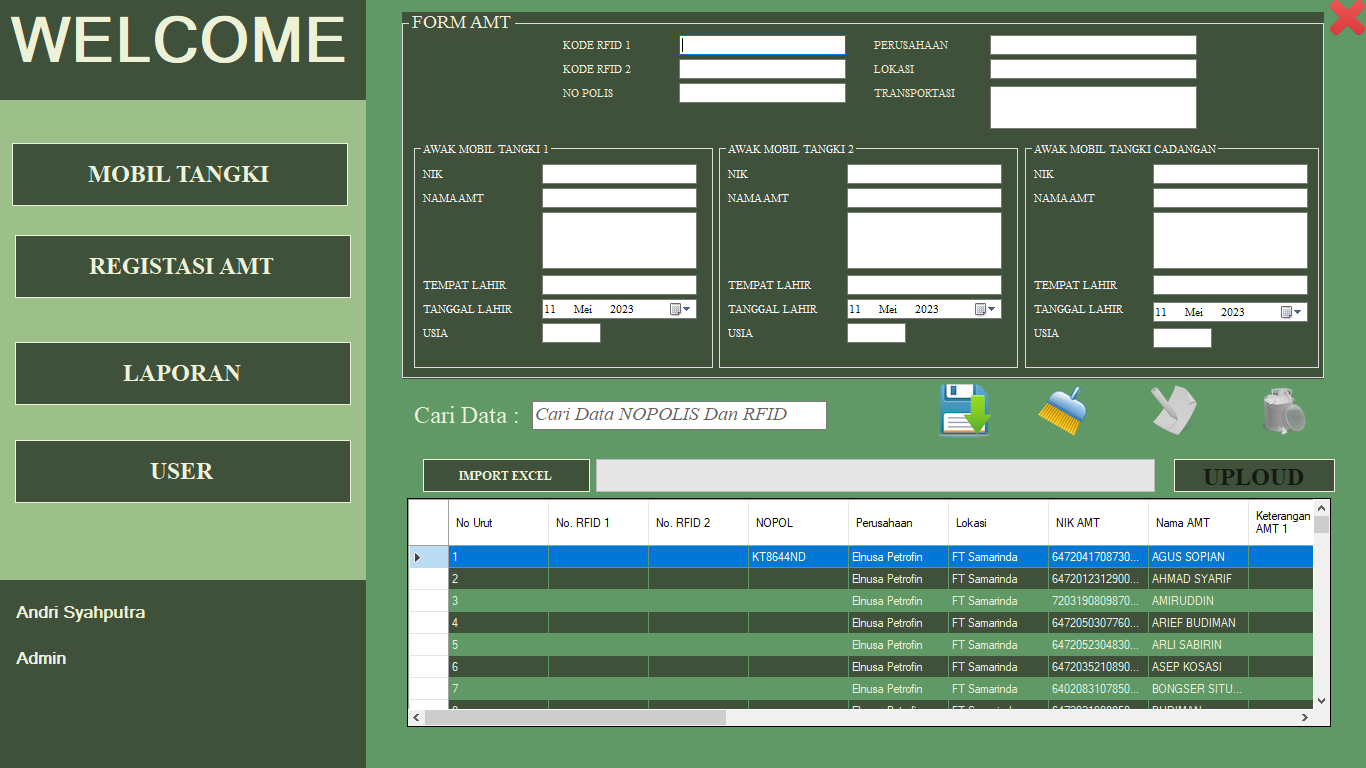 WELCOME
MOBIL TANGKI
REGISTASI AMT
LAPORAN
USER
Andri Syahputra
Admin
FORM AMT
KODE RFID 1
KODE RFID 2
NO POLIS
PERUSAHAAN
LOKASI
TRANSPORTASI
AWAK MOBIL TANGKI 1
NIK
NAMA AMT
TEMPAT LAHIR
TANGGAL LAHIR 11 Mei 2023
USIA
AWAK MOBIL TANGKI 2
NIK
NAMA AMT
TEMPAT LAHIR
TANGGAL LAHIR 11 Mei 2023
USIA
AWAK MOBIL TANGKI CADANGAN
NIK
NAMA AMT
TEMPAT LAHIR
TANGGAL LAHIR 11 Mei 2023
USIA
Cari Data : Cari Data NOPOLIS Dan RFID
IMPORT EXCEL
UPLOUD
No Urut No. RFID 1 No. RFID 2 NOPOL Perusahaan Lokasi NIK AMT Nama AMT Keterangan AMT 1
1 KT8644ND Elnusa Petrofin FT Samarinda 6472041708730... AGUS SOPIAN
2 Elnusa Petrofin FT Samarinda 6472012312900... AHMAD SYARIF
3 Elnusa Petrofin FT Samarinda 7203190809870... AMIRUDDIN
4 Elnusa Petrofin FT Samarinda 6472050307760... ARIEF BUDIMAN
5 Elnusa Petrofin FT Samarinda 6472052304830... ARLI SABIRIN
6 Elnusa Petrofin FT Samarinda 6472035210890... ASEP KOSASI
7 Elnusa Petrofin FT Samarinda 6402083107850... BONGSER SITU...